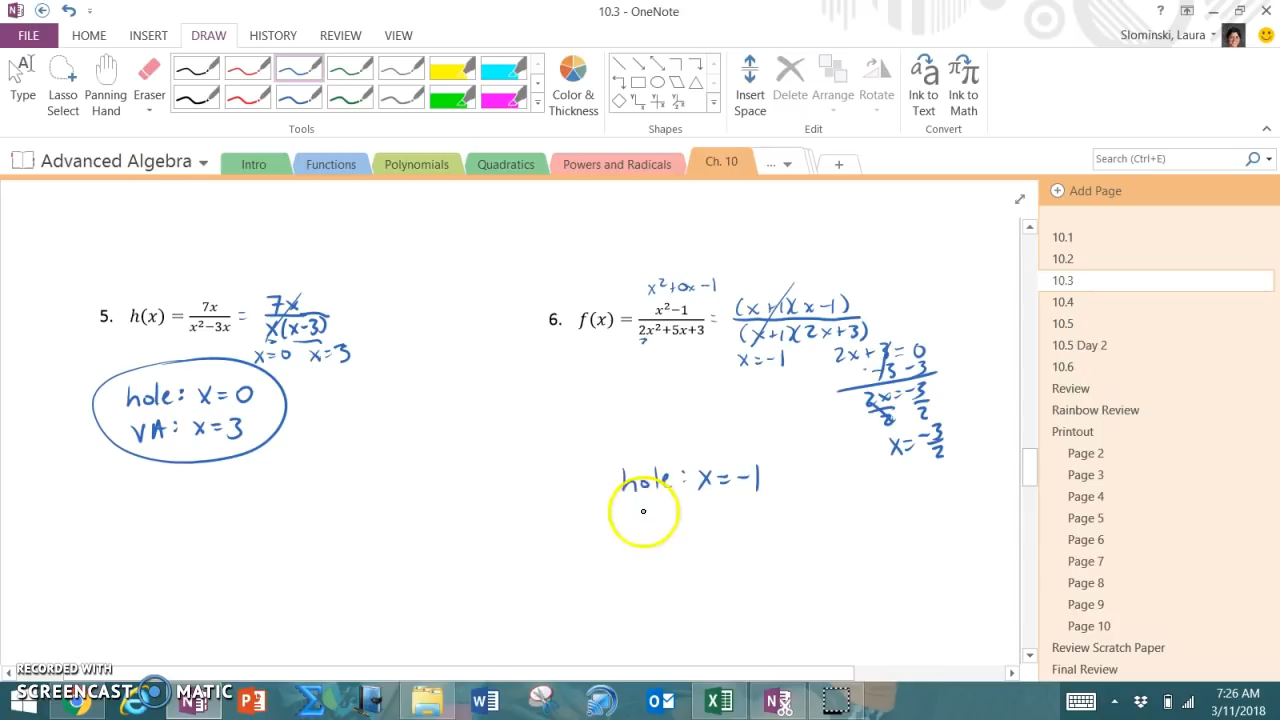 10.3 - OneNote
FILE HOME INSERT DRAW HISTORY REVIEW VIEW
Slominski, Laura
Type Lasso Select Panning Hand Eraser
Color & Thickness
Insert Space Delete Arrange Rotate
Ink to Text Ink to Math
Tools Shapes Edit Convert
Advanced Algebra Intro Functions Polynomials Quadratics Powers and Radicals Ch. 10 ...
Search (Ctrl+E)
Add Page
10.1
10.2
10.3
10.4
10.5
10.5 Day 2
10.6
Review
Rainbow Review
Printout
Page 2
Page 3
Page 4
Page 5
Page 6
Page 7
Page 8
Page 9
Page 10
Review Scratch Paper
Final Review
5. h(x) = 7x / x²−3x = 7x / x(x-3)
x=0 x=3
hole: x=0
VA: x=3
x²+0x-1
6. f(x) = x²−1 / 2x²+5x+3 = (x+1)(x-1) / (x+1)(2x+3)
x=-1
2x+3=0
-3 -3
2x=-3
2 2
x=-3/2
hole: x=-1
RECORDED WITH
SCREENCAST MATIC
7:26 AM
3/11/2018